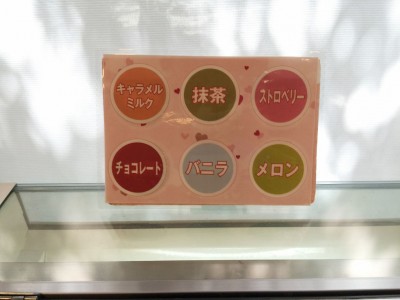 キャラメル
ミルク
抹茶
ストロベリー
チョコレート
バニラ
メロン